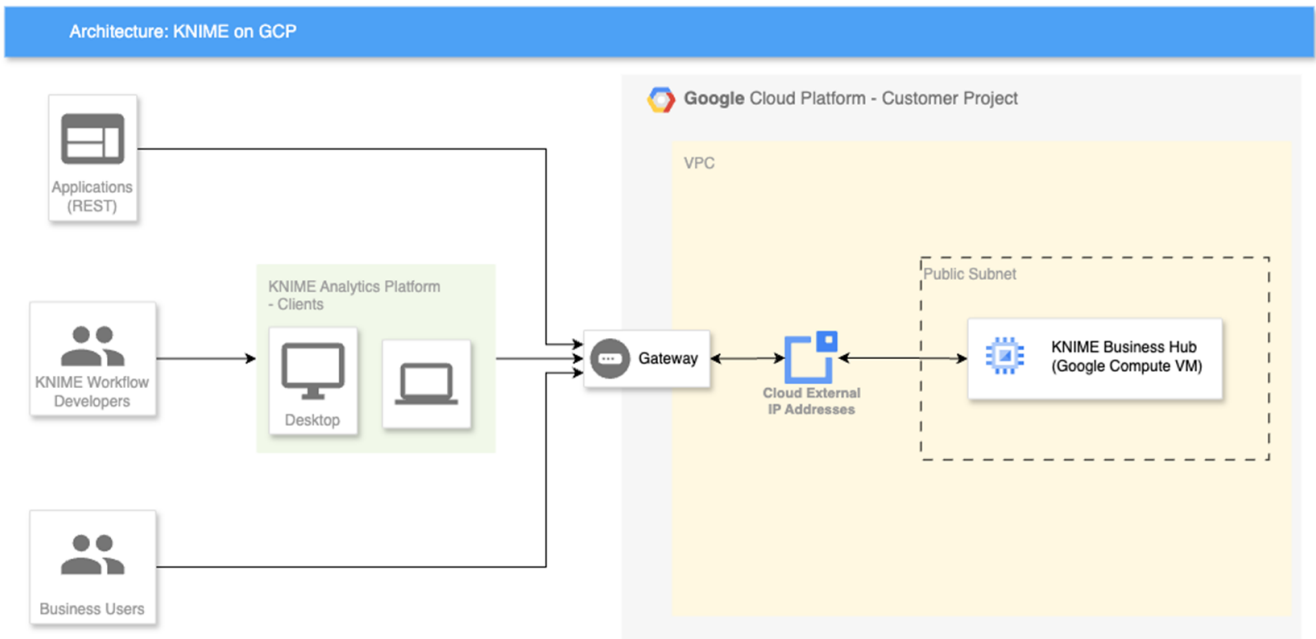 Architecture: KNIME on GCP
Google Cloud Platform - Customer Project
VPC
Applications
(REST)
KNIME Analytics Platform
- Clients
Desktop
KNIME Workflow
Developers
Gateway
Cloud External
IP Addresses
Public Subnet
KNIME Business Hub
(Google Compute VM)
Business Users